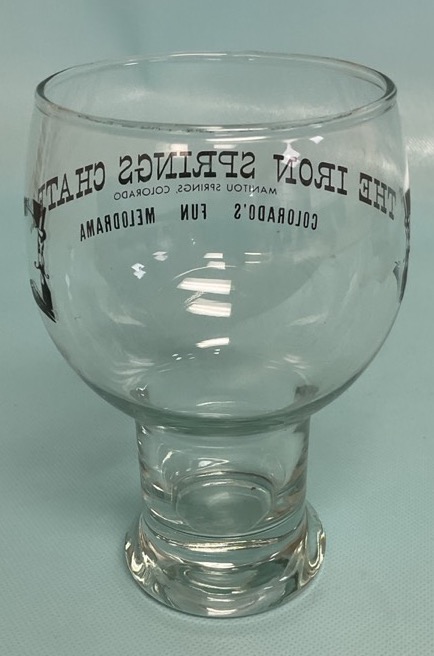 THE IRON SPRINGS CHAT
MANITOU SPRINGS, COLORADO
COLORADO'S FUN MELODRAMA